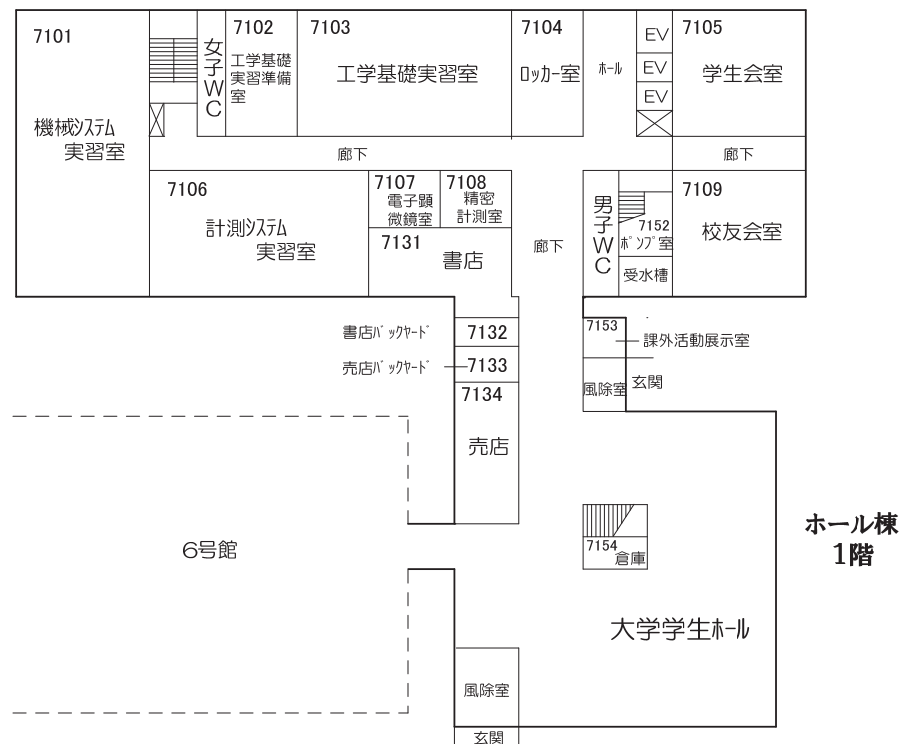 7101
機械システム
実習室
女子WC
7102
工学基礎
実習準備
室
7103
工学基礎実習室
7104
ロッカー室
ホール
EV
EV
EV
7105
学生会室
廊下
廊下
7106
計測システム
実習室
7107
電子顕
微鏡室
7108
精密
計測室
7131
書店
廊下
男子WC
7152
ポンプ室
受水槽
7109
校友会室
書店バックヤード
7132
売店バックヤード
7133
7134
売店
7153
課外活動展示室
風除室
玄関
6号館
7154
倉庫
大学学生ホール
風除室
玄関
ホール棟
1階